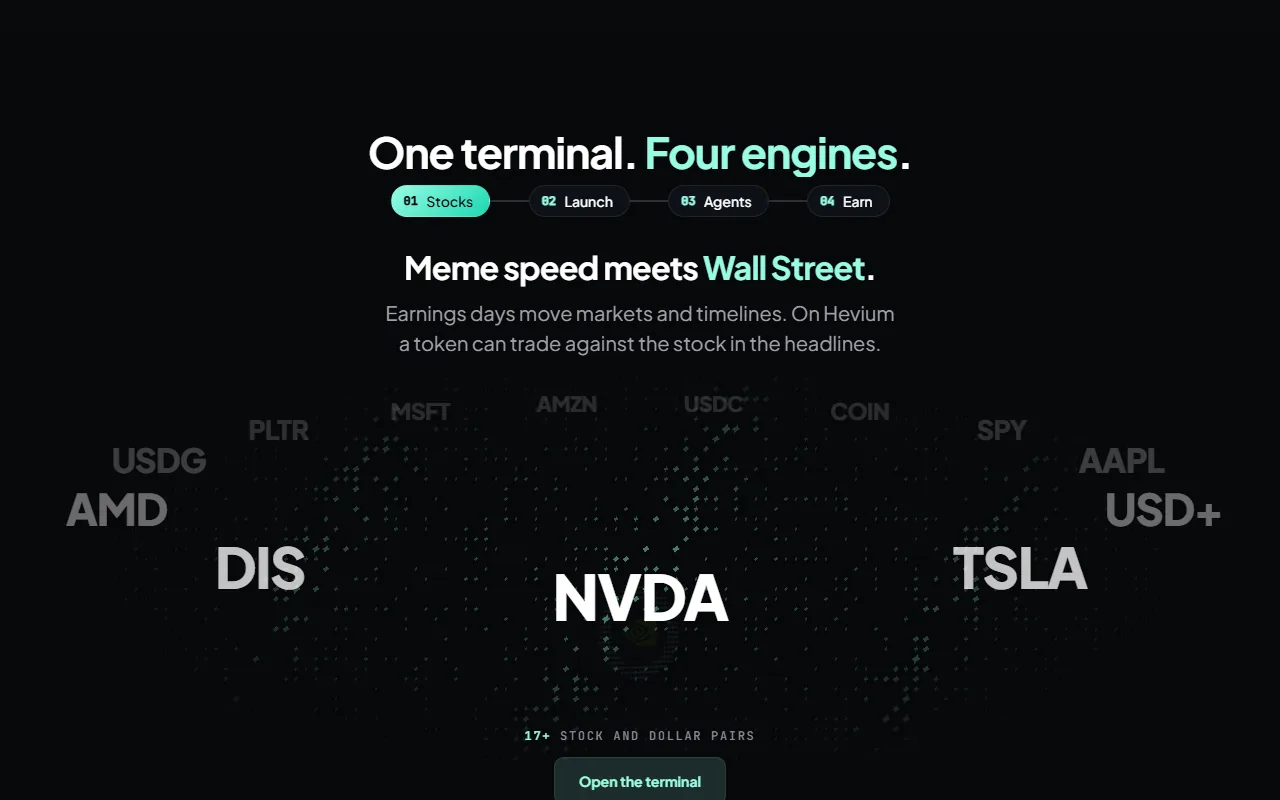 One terminal. Four engines.
01 Stocks 02 Launch 03 Agents 04 Earn
Meme speed meets Wall Street.
Earnings days move markets and timelines. On Hevium
a token can trade against the stock in the headlines.
MSFT AMZN USDC COIN
PLTR SPY
USDG AAPL
AMD USD+
DIS TSLA
NVDA
17+ STOCK AND DOLLAR PAIRS
Open the terminal